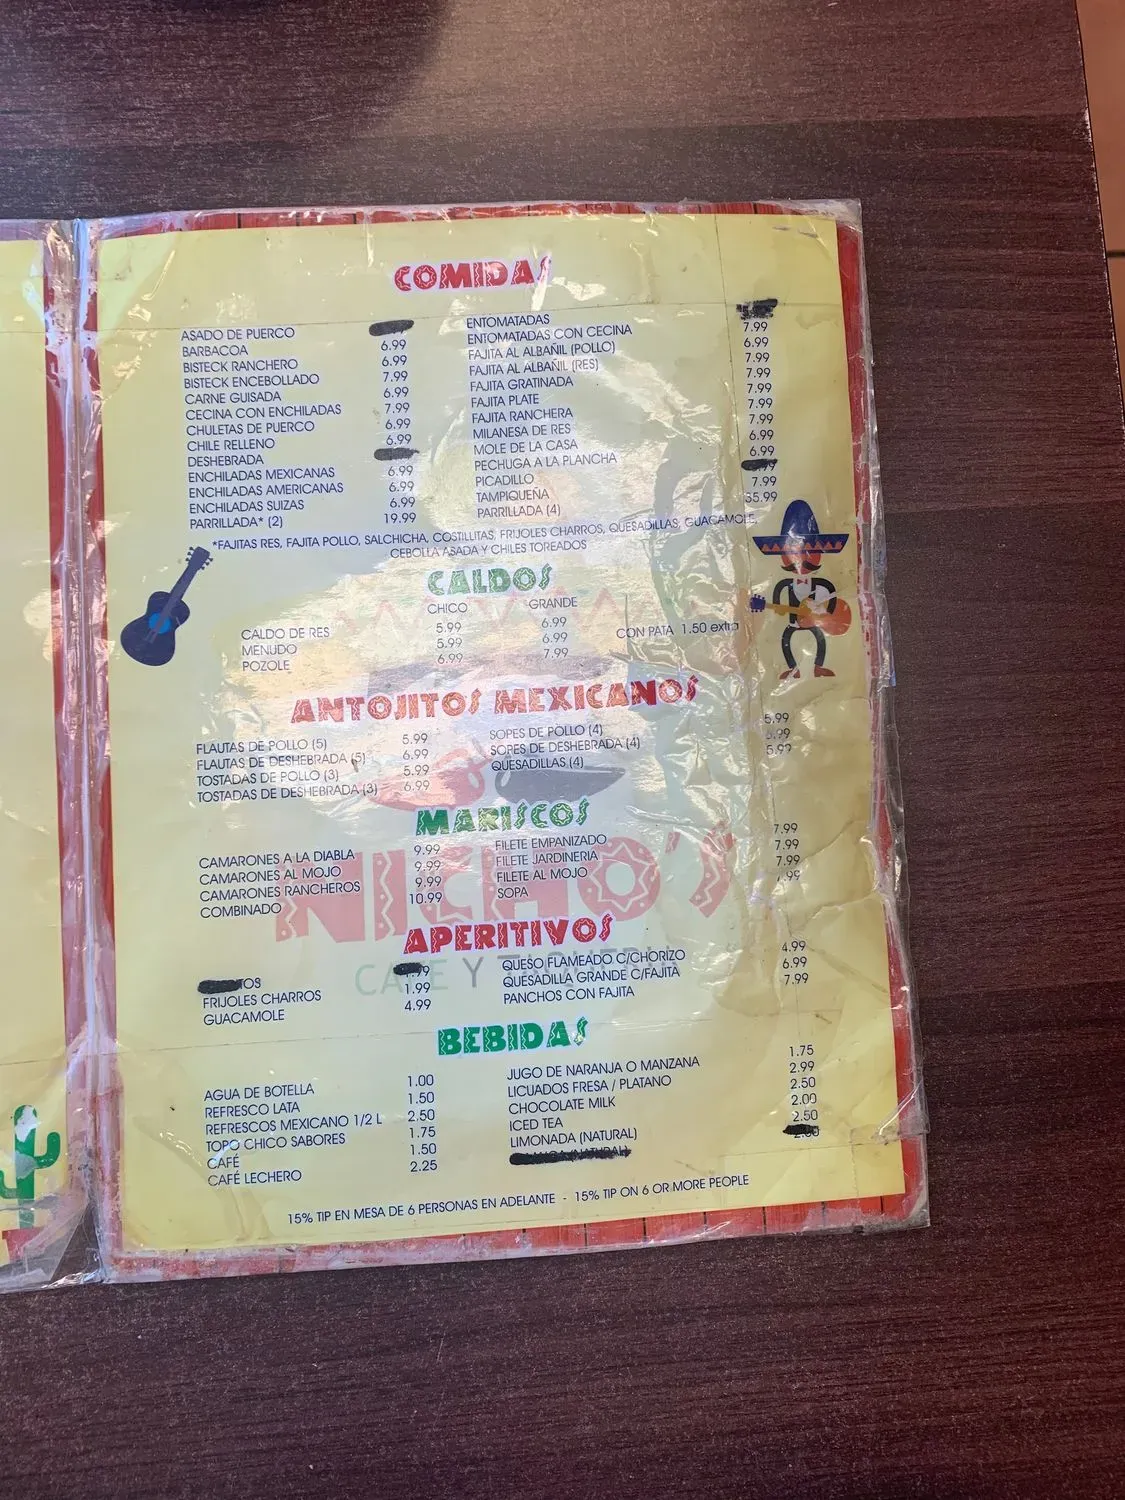 COMIDAS
ASADO DE PUERCO
BARBACOA 6.99
BISTECK RANCHERO 6.99
BISTECK ENCEBOLLADO 7.99
CARNE GUISADA 6.99
CECINA CON ENCHILADAS 7.99
CHULETAS DE PUERCO 6.99
CHILE RELLENO 6.99
DESHEBRADA
ENCHILADAS MEXICANAS 6.99
ENCHILADAS AMERICANAS 6.99
ENCHILADAS SUIZAS 6.99
PARRILLADA* (2) 19.99
ENTOMATADAS
ENTOMATADAS CON CECINA 7.99
FAJITA AL ALBAÑIL (POLLO) 6.99
FAJITA AL ALBAÑIL (RES) 7.99
FAJITA GRATINADA 7.99
FAJITA PLATE 7.99
FAJITA RANCHERA 7.99
MILANESA DE RES 7.99
MOLE DE LA CASA 6.99
PECHUGA A LA PLANCHA 6.99
PICADILLO
TAMPIQUEÑA 7.99
PARRILLADA (4) 35.99
*FAJITAS RES, FAJITA POLLO, SALCHICHA, COSTILLITAS, FRIJOLES CHARROS, QUESADILLAS, GUACAMOLE,
CEBOLLA ASADA Y CHILES TOREADOS
CALDOS
CHICO GRANDE
CALDO DE RES 5.99 6.99
MENUDO 5.99 6.99 CON PATA 1.50 extra
POZOLE 6.99 7.99
ANTOJITOS MEXICANOS
FLAUTAS DE POLLO (5) 5.99
FLAUTAS DE DESHEBRADA (5) 6.99
TOSTADAS DE POLLO (3) 5.99
TOSTADAS DE DESHEBRADA (3) 6.99
SOPES DE POLLO (4) 5.99
SOPES DE DESHEBRADA (4)
QUESADILLAS (4) 5.99
MARISCOS
CAMARONES A LA DIABLA 9.99
CAMARONES AL MOJO 9.99
CAMARONES RANCHEROS 9.99
COMBINADO 10.99
FILETE EMPANIZADO 7.99
FILETE JARDINERIA 7.99
FILETE AL MOJO 7.99
SOPA
NICHO'S
CAFE Y TAQUERIA
APERITIVOS
FRIJOLES CHARROS 1.99
GUACAMOLE 4.99
QUESO FLAMEADO C/CHORIZO 4.99
QUESADILLA GRANDE C/FAJITA 6.99
PANCHOS CON FAJITA 7.99
BEBIDAS
AGUA DE BOTELLA 1.00
REFRESCO LATA 1.50
REFRESCOS MEXICANO 1/2 L 2.50
TOPO CHICO SABORES 1.75
CAFÉ 1.50
CAFÉ LECHERO 2.25
JUGO DE NARANJA O MANZANA 1.75
LICUADOS FRESA / PLATANO 2.99
CHOCOLATE MILK 2.50
ICED TEA 2.00
LIMONADA (NATURAL) 2.50
15% TIP EN MESA DE 6 PERSONAS EN ADELANTE - 15% TIP ON 6 OR MORE PEOPLE